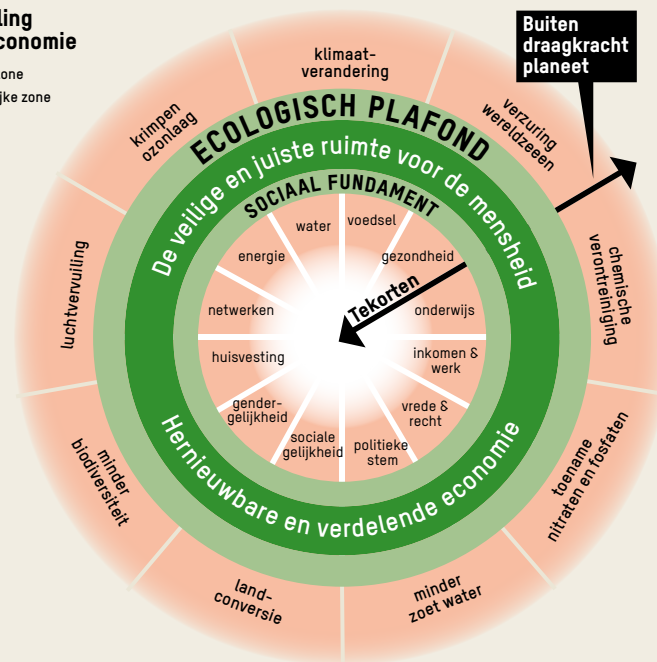 ling
conomie
zone
jke zone
Buiten
draagkracht
planeet
klimaat-
verandering
verzuring
wereldzeeen
chemische
verontreiniging
toename
nitraten en fosfaten
minder
zoet water
land-
conversie
minder
biodiversiteit
luchtvervuiling
krimpen
ozonlaag
ECOLOGISCH PLAFOND
De veilige en juiste ruimte voor de mensheid
SOCIAAL FUNDAMENT
water
voedsel
gezondheid
onderwijs
inkomen &
werk
vrede &
recht
politieke
stem
sociale
gelijkheid
gender-
gelijkheid
huisvesting
netwerken
energie
Tekorten
Hernieuwbare en verdelende economie